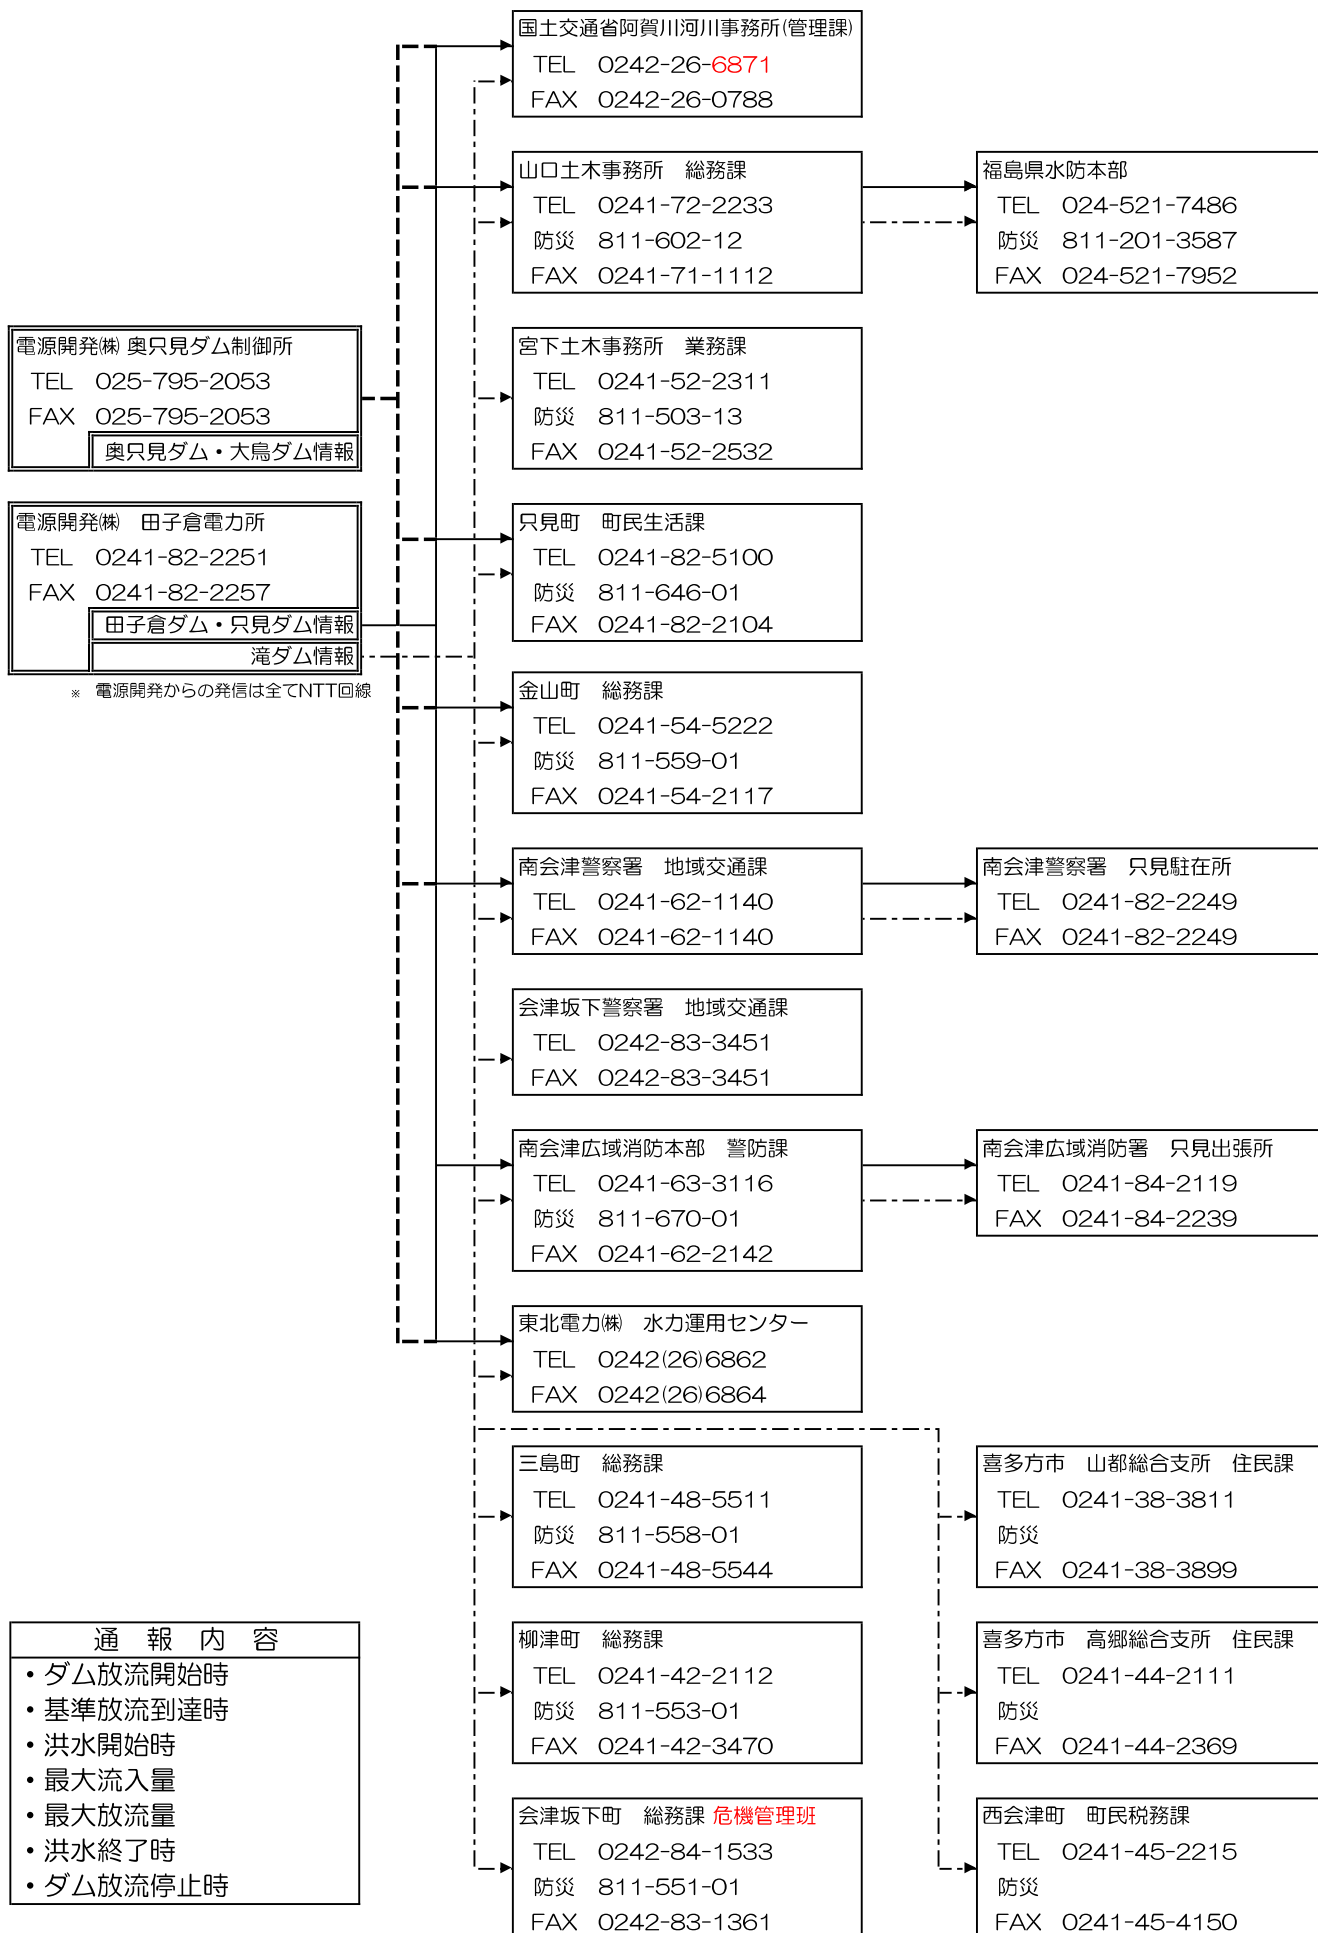 国土交通省阿賀川河川事務所(管理課)
TEL 0242-26-6871
FAX 0242-26-0788
山口土木事務所 総務課
TEL 0241-72-2233
防災 811-602-12
FAX 0241-71-1112
福島県水防本部
TEL 024-521-7486
防災 811-201-3587
FAX 024-521-7952
電源開発㈱ 奥只見ダム制御所
TEL 025-795-2053
FAX 025-795-2053
奥只見ダム・大鳥ダム情報
宮下土木事務所 業務課
TEL 0241-52-2311
防災 811-503-13
FAX 0241-52-2532
電源開発㈱ 田子倉電力所
TEL 0241-82-2251
FAX 0241-82-2257
田子倉ダム・只見ダム情報
滝ダム情報
※ 電源開発からの発信は全てNTT回線
只見町 町民生活課
TEL 0241-82-5100
防災 811-646-01
FAX 0241-82-2104
金山町 総務課
TEL 0241-54-5222
防災 811-559-01
FAX 0241-54-2117
南会津警察署 地域交通課
TEL 0241-62-1140
FAX 0241-62-1140
南会津警察署 只見駐在所
TEL 0241-82-2249
FAX 0241-82-2249
会津坂下警察署 地域交通課
TEL 0242-83-3451
FAX 0242-83-3451
南会津広域消防本部 警防課
TEL 0241-63-3116
防災 811-670-01
FAX 0241-62-2142
南会津広域消防署 只見出張所
TEL 0241-84-2119
FAX 0241-84-2239
東北電力㈱ 水力運用センター
TEL 0242(26)6862
FAX 0242(26)6864
三島町 総務課
TEL 0241-48-5511
防災 811-558-01
FAX 0241-48-5544
喜多方市 山都総合支所 住民課
TEL 0241-38-3811
防災
FAX 0241-38-3899
通報内容
・ダム放流開始時
・基準放流到達時
・洪水開始時
・最大流入量
・最大放流量
・洪水終了時
・ダム放流停止時
柳津町 総務課
TEL 0241-42-2112
防災 811-553-01
FAX 0241-42-3470
喜多方市 高郷総合支所 住民課
TEL 0241-44-2111
防災
FAX 0241-44-2369
会津坂下町 総務課 危機管理班
TEL 0242-84-1533
防災 811-551-01
FAX 0242-83-1361
西会津町 町民税務課
TEL 0241-45-2215
防災
FAX 0241-45-4150